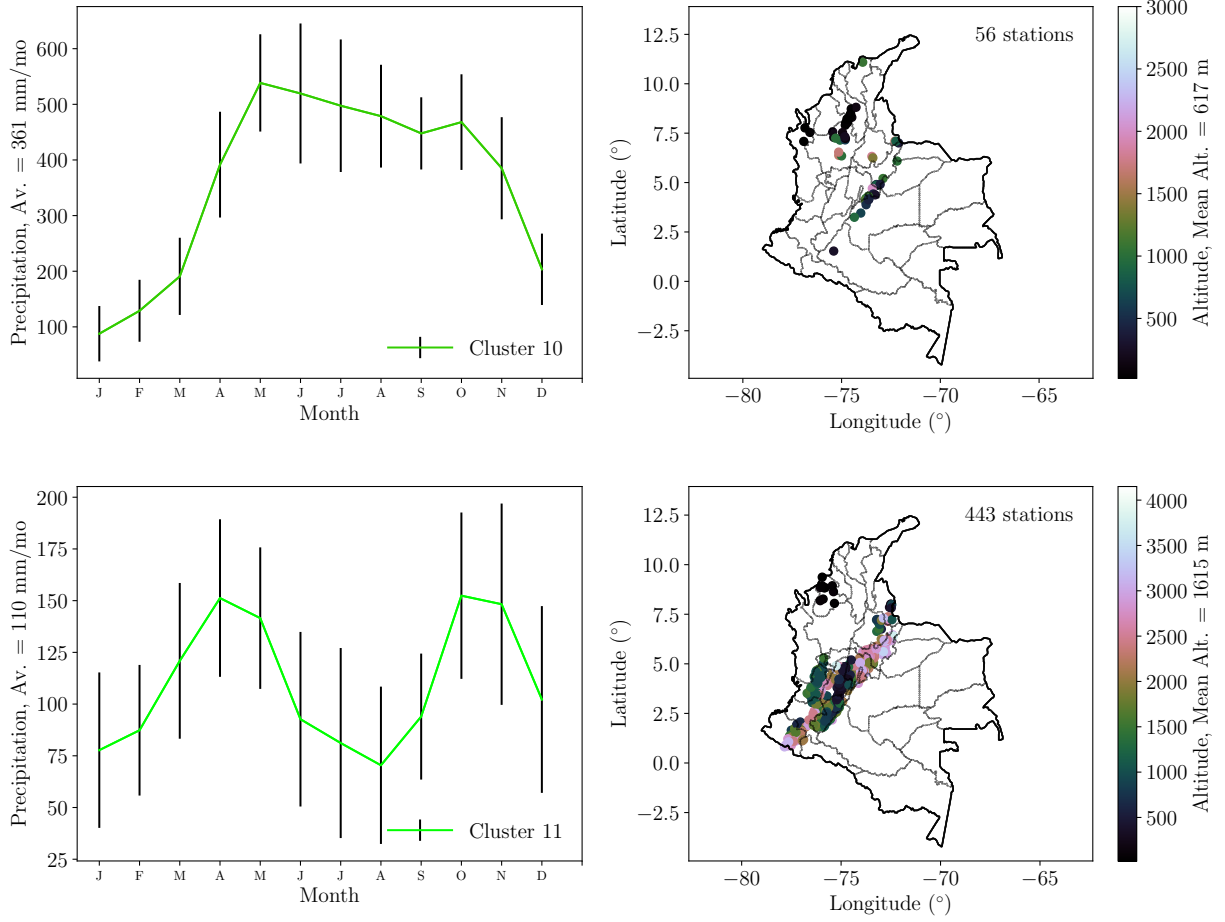 Precipitation, Av. = 361 mm/mo
600
500
400
300
200
100
J F M A M J J A S O N D
Month
Cluster 10
Latitude (°)
12.5
10.0
7.5
5.0
2.5
0.0
−2.5
−80 −75 −70 −65
Longitude (°)
56 stations
3000
2500
2000
1500
1000
500
Altitude, Mean Alt. = 617 m
Precipitation, Av. = 110 mm/mo
200
175
150
125
100
75
50
25
J F M A M J J A S O N D
Month
Cluster 11
Latitude (°)
12.5
10.0
7.5
5.0
2.5
0.0
−2.5
−80 −75 −70 −65
Longitude (°)
443 stations
4000
3500
3000
2500
2000
1500
1000
500
Altitude, Mean Alt. = 1615 m